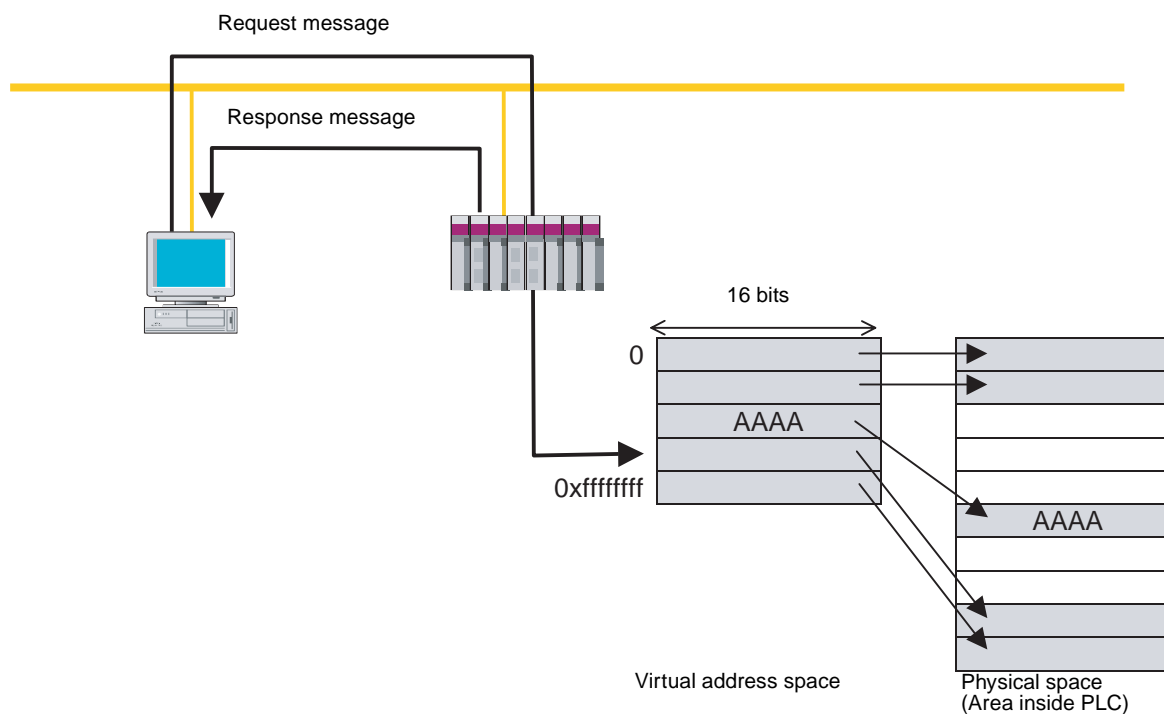 Request message
Response message
16 bits
0
AAAA
0xffffffff
AAAA
Virtual address space
Physical space
(Area inside PLC)